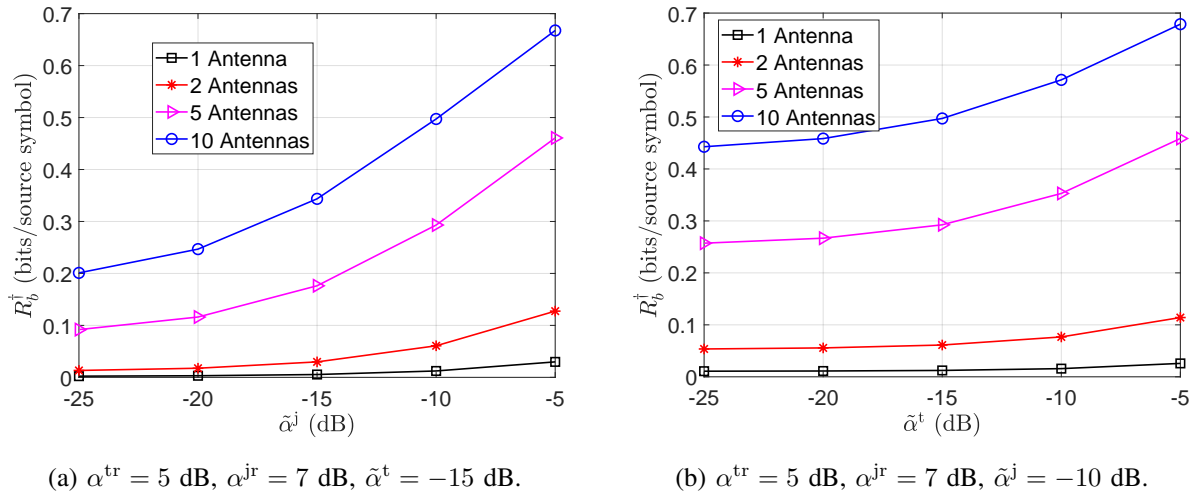 0.7
0.6
0.5
0.4
0.3
0.2
0.1
0
-25 -20 -15 -10 -5
R_b^† (bits/source symbol)
α̃^j (dB)
1 Antenna
2 Antennas
5 Antennas
10 Antennas
(a) α^tr = 5 dB, α^jr = 7 dB, α̃^t = −15 dB.
0.7
0.6
0.5
0.4
0.3
0.2
0.1
0
-25 -20 -15 -10 -5
R_b^† (bits/source symbol)
α̃^t (dB)
1 Antenna
2 Antennas
5 Antennas
10 Antennas
(b) α^tr = 5 dB, α^jr = 7 dB, α̃^j = −10 dB.